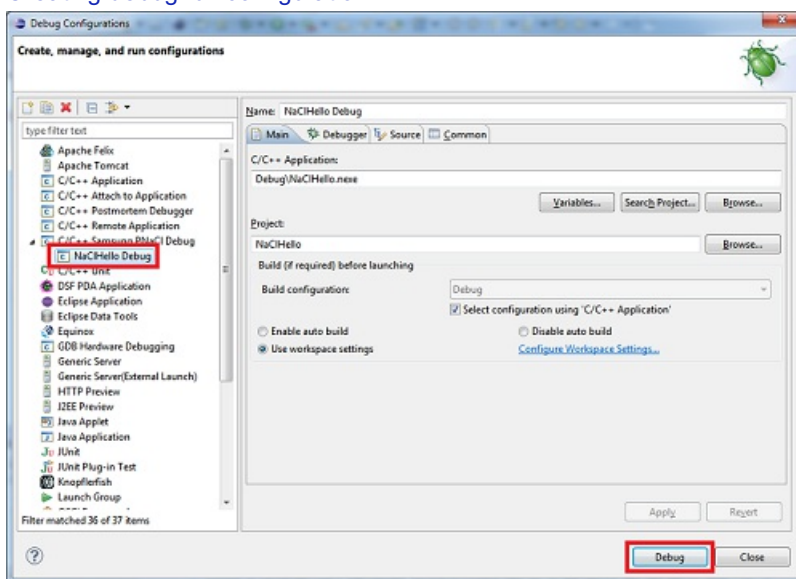 Debug Configurations
Create, manage, and run configurations
type filter text
Apache Felix
Apache Tomcat
C/C++ Application
C/C++ Attach to Application
C/C++ Postmortem Debugger
C/C++ Remote Application
C/C++ Samsung PNaCl Debug
NaClHello Debug
C/C++ Unit
DSF PDA Application
Eclipse Application
Eclipse Data Tools
Equinox
GDB Hardware Debugging
Generic Server
Generic Server(External Launch)
HTTP Preview
J2EE Preview
Java Applet
Java Application
JUnit
JUnit Plug-in Test
Knopflerfish
Launch Group
Filter matched 36 of 37 items
Name: NaClHello Debug
Main Debugger Source Common
C/C++ Application:
Debug\NaClHello.nexe
Variables... Search Project... Browse...
Project:
NaClHello
Browse...
Build (if required) before launching
Build configuration: Debug
Select configuration using 'C/C++ Application'
Enable auto build Disable auto build
Use workspace settings Configure Workspace Settings...
Apply Revert
Debug Close